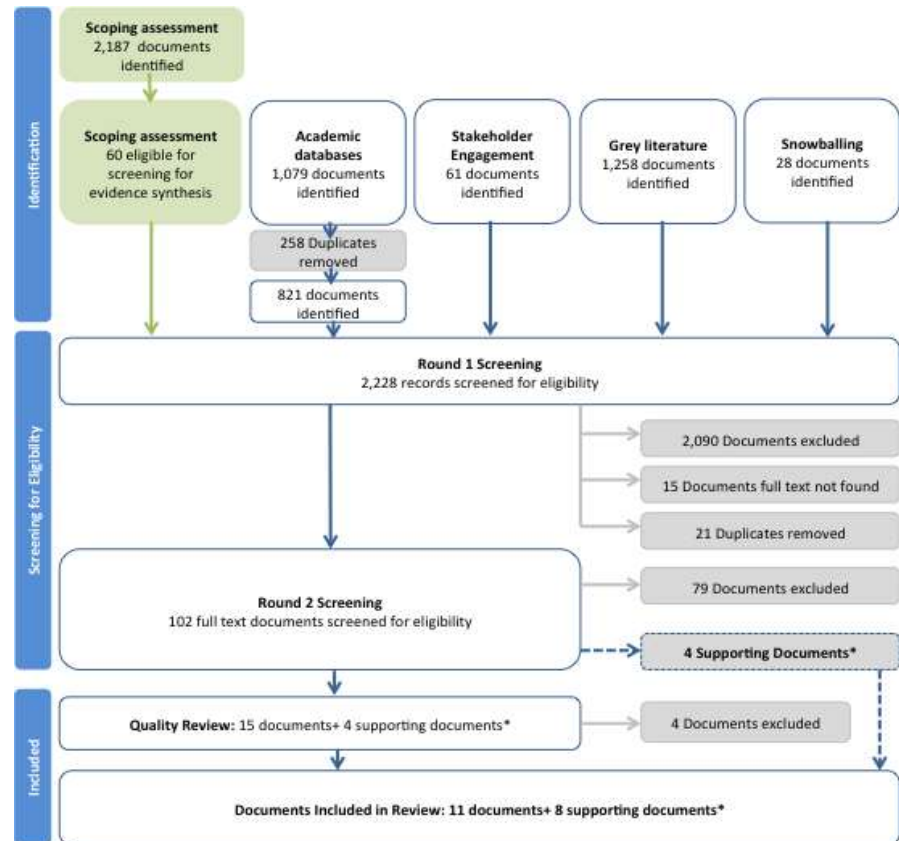 Scoping assessment
2,187 documents
identified
Identification
Scoping assessment
60 eligible for
screening for
evidence synthesis
Academic
databases
1,079 documents
identified
Stakeholder
Engagement
61 documents
identified
Grey literature
1,258 documents
identified
Snowballing
28 documents
identified
258 Duplicates
removed
821 documents
identified
Screening for Eligibility
Round 1 Screening
2,228 records screened for eligibility
2,090 Documents excluded
15 Documents full text not found
21 Duplicates removed
Round 2 Screening
102 full text documents screened for eligibility
79 Documents excluded
4 Supporting Documents*
Included
Quality Review: 15 documents+ 4 supporting documents*
4 Documents excluded
Documents Included in Review: 11 documents+ 8 supporting documents*